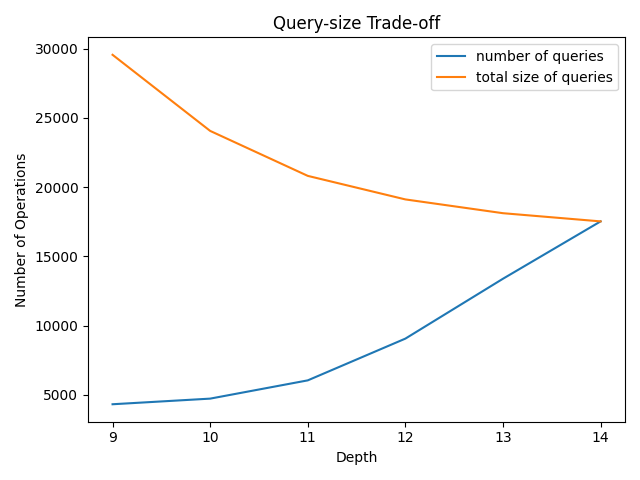 Query-size Trade-off
number of queries
total size of queries
30000
25000
20000
15000
10000
5000
Number of Operations
9 10 11 12 13 14
Depth